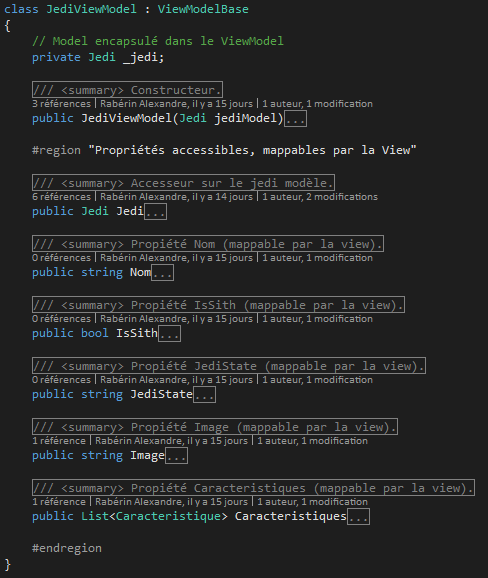 class JediViewModel : ViewModelBase
{
// Model encapsulé dans le ViewModel
private Jedi _jedi;
/// <summary> Constructeur.
3 références | Rabérin Alexandre, il y a 15 jours | 1 auteur, 1 modification
public JediViewModel(Jedi jediModel)...
#region "Propriétés accessibles, mappables par la View"
/// <summary> Accesseur sur le jedi modèle.
6 références | Rabérin Alexandre, il y a 14 jours | 1 auteur, 2 modifications
public Jedi Jedi...
/// <summary> Propiété Nom (mappable par la view).
0 références | Rabérin Alexandre, il y a 15 jours | 1 auteur, 1 modification
public string Nom...
/// <summary> Propiété IsSith (mappable par la view).
0 références | Rabérin Alexandre, il y a 15 jours | 1 auteur, 1 modification
public bool IsSith...
/// <summary> Propiété JediState (mappable par la view).
0 références | Rabérin Alexandre, il y a 15 jours | 1 auteur, 1 modification
public string JediState...
/// <summary> Propiété Image (mappable par la view).
1 référence | Rabérin Alexandre, il y a 15 jours | 1 auteur, 1 modification
public string Image...
/// <summary> Propiété Caracteristiques (mappable par la view).
1 référence | Rabérin Alexandre, il y a 15 jours | 1 auteur, 1 modification
public List<Caracteristique> Caracteristiques...
#endregion
}